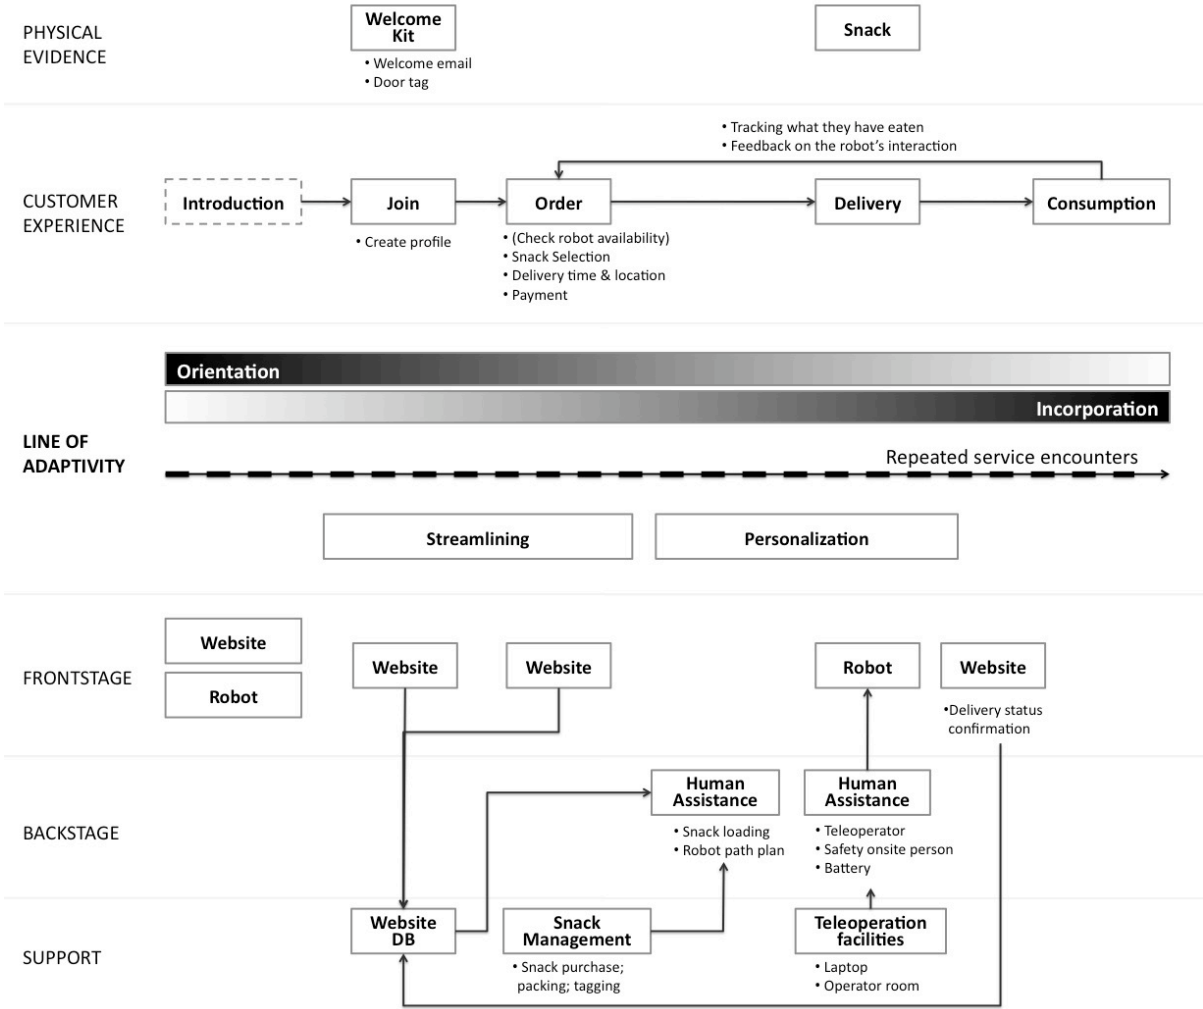 PHYSICAL
EVIDENCE
Welcome
Kit
• Welcome email
• Door tag
Snack
• Tracking what they have eaten
• Feedback on the robot's interaction
CUSTOMER
EXPERIENCE
Introduction
Join
Order
Delivery
Consumption
• Create profile
• (Check robot availability)
• Snack Selection
• Delivery time & location
• Payment
Orientation
Incorporation
LINE OF
ADAPTIVITY
Repeated service encounters
Streamlining
Personalization
FRONTSTAGE
Website
Robot
Website
Website
Robot
Website
•Delivery status
confirmation
BACKSTAGE
Human
Assistance
• Snack loading
• Robot path plan
Human
Assistance
• Teleoperator
• Safety onsite person
• Battery
SUPPORT
Website
DB
Snack
Management
• Snack purchase;
packing; tagging
Teleoperation
facilities
• Laptop
• Operator room